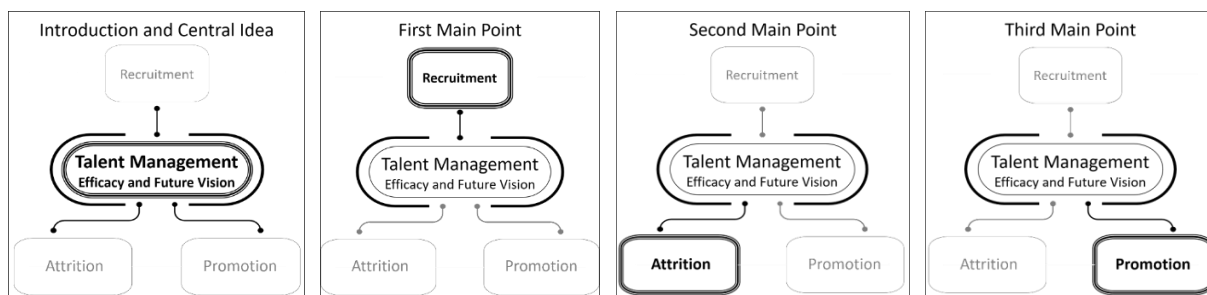 Introduction and Central Idea
Recruitment
Talent Management
Efficacy and Future Vision
Attrition
Promotion
First Main Point
Recruitment
Talent Management
Efficacy and Future Vision
Attrition
Promotion
Second Main Point
Recruitment
Talent Management
Efficacy and Future Vision
Attrition
Promotion
Third Main Point
Recruitment
Talent Management
Efficacy and Future Vision
Attrition
Promotion